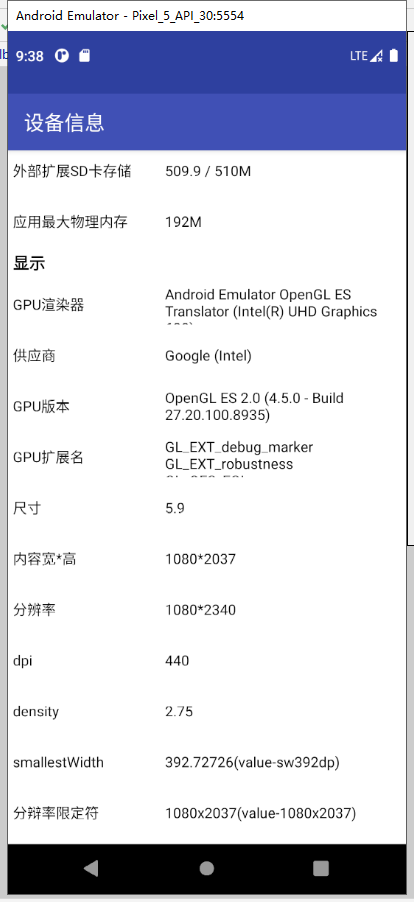 Android Emulator - Pixel_5_API_30:5554
9:38
LTE
设备信息
外部扩展SD卡存储 509.9 / 510M
应用最大物理内存 192M
显示
GPU渲染器 Android Emulator OpenGL ES
Translator (Intel(R) UHD Graphics
供应商 Google (Intel)
GPU版本 OpenGL ES 2.0 (4.5.0 - Build
27.20.100.8935)
GPU扩展名 GL_EXT_debug_marker
GL_EXT_robustness
尺寸 5.9
内容宽*高 1080*2037
分辨率 1080*2340
dpi 440
density 2.75
smallestWidth 392.72726(value-sw392dp)
分辩率限定符 1080x2037(value-1080x2037)